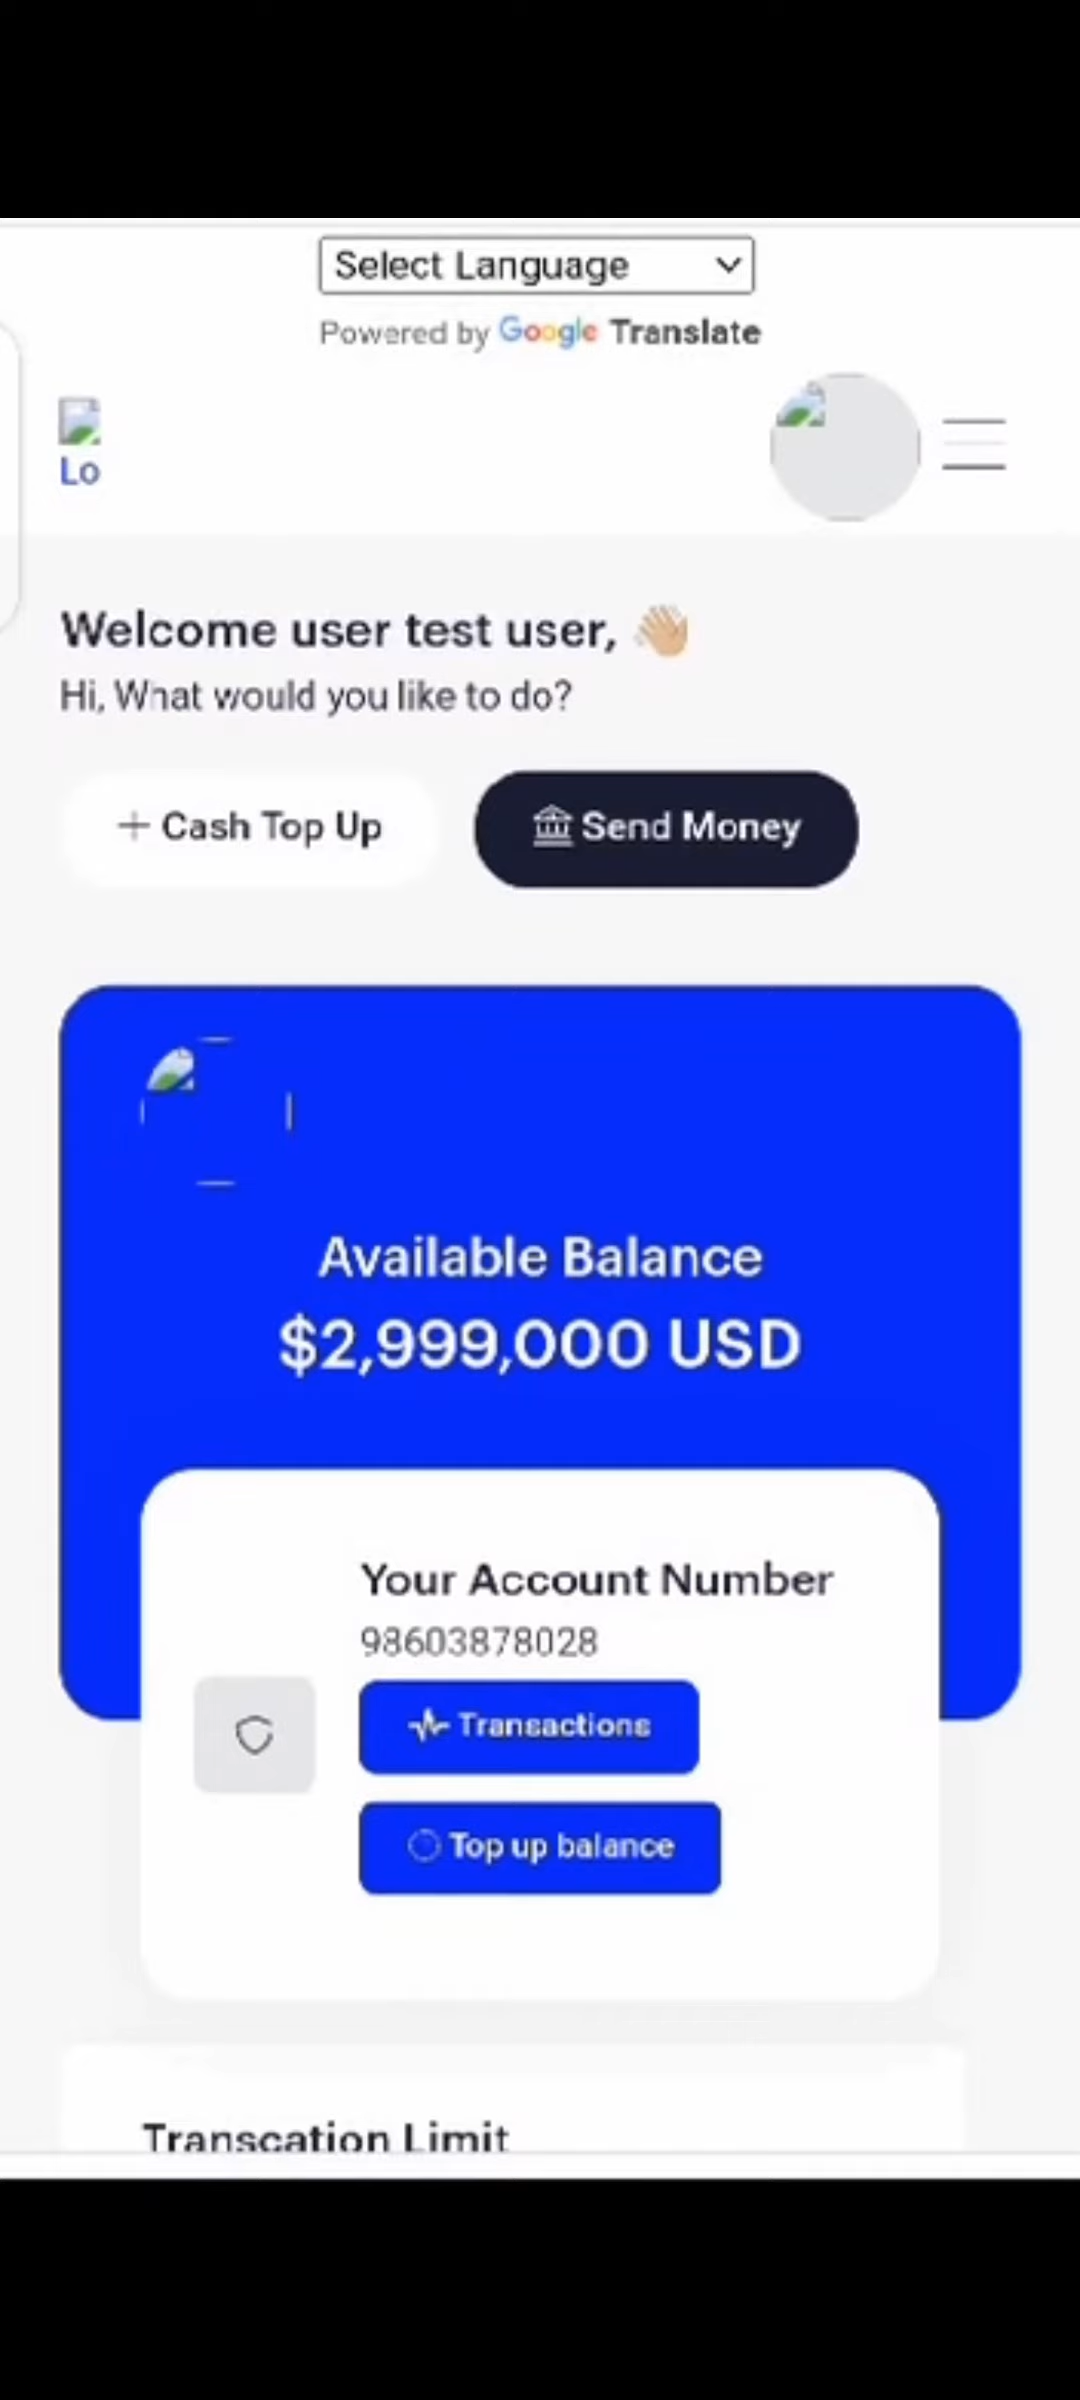 Select Language
Powered by Google Translate
Lo
Welcome user test user, 👋🏼
Hi, What would you like to do?
+ Cash Top Up
Send Money
Available Balance
$2,999,000 USD
Your Account Number
98603878028
Transactions
Top up balance
Transcation Limit